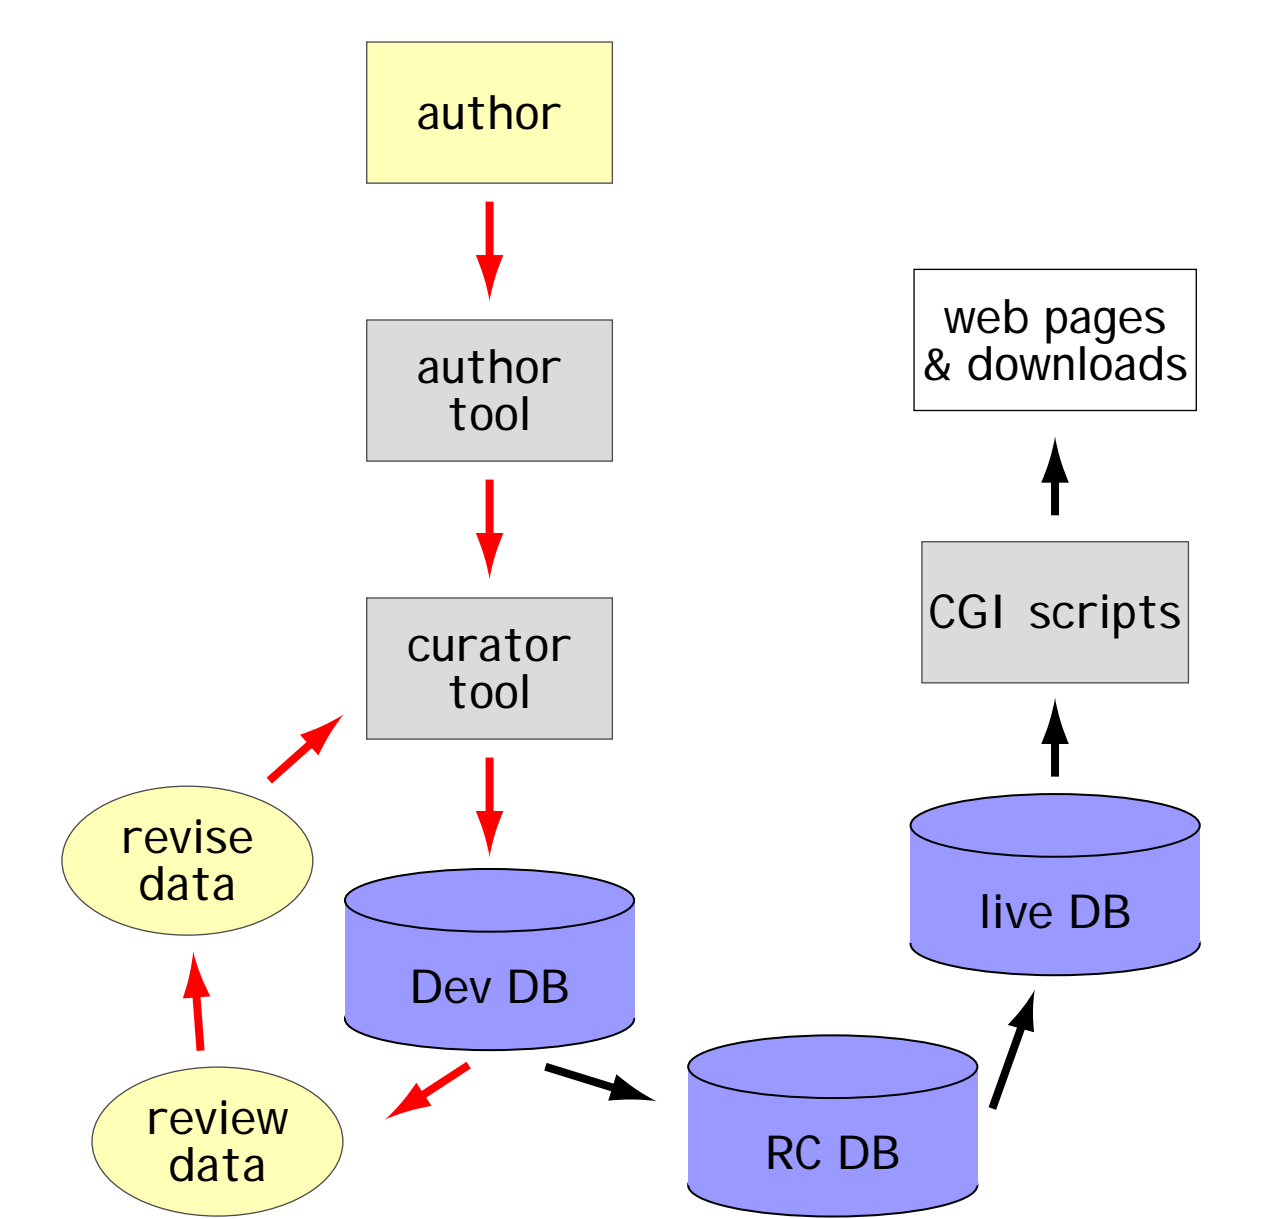 author
author
tool
curator
tool
revise
data
Dev DB
review
data
RC DB
live DB
CGI scripts
web pages
& downloads